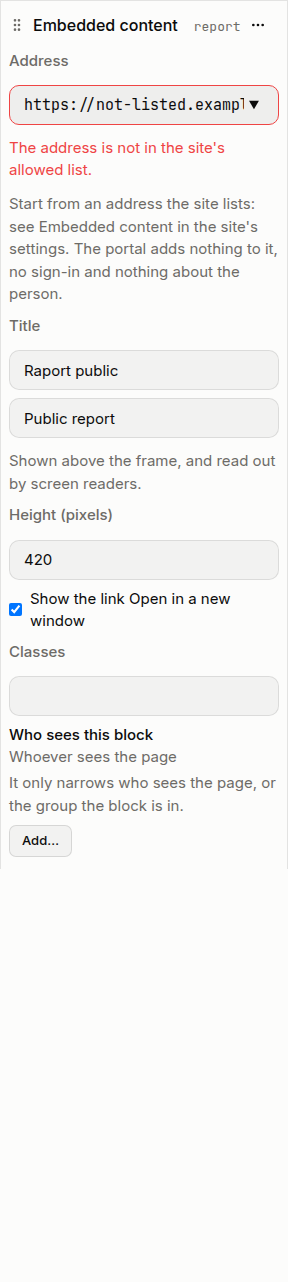 Embedded content report
Address
https://not-listed.exampl
The address is not in the site's
allowed list.
Start from an address the site lists:
see Embedded content in the site's
settings. The portal adds nothing to it,
no sign-in and nothing about the
person.
Title
Raport public
Public report
Shown above the frame, and read out
by screen readers.
Height (pixels)
420
Show the link Open in a new
window
Classes
Who sees this block
Whoever sees the page
It only narrows who sees the page, or
the group the block is in.
Add...